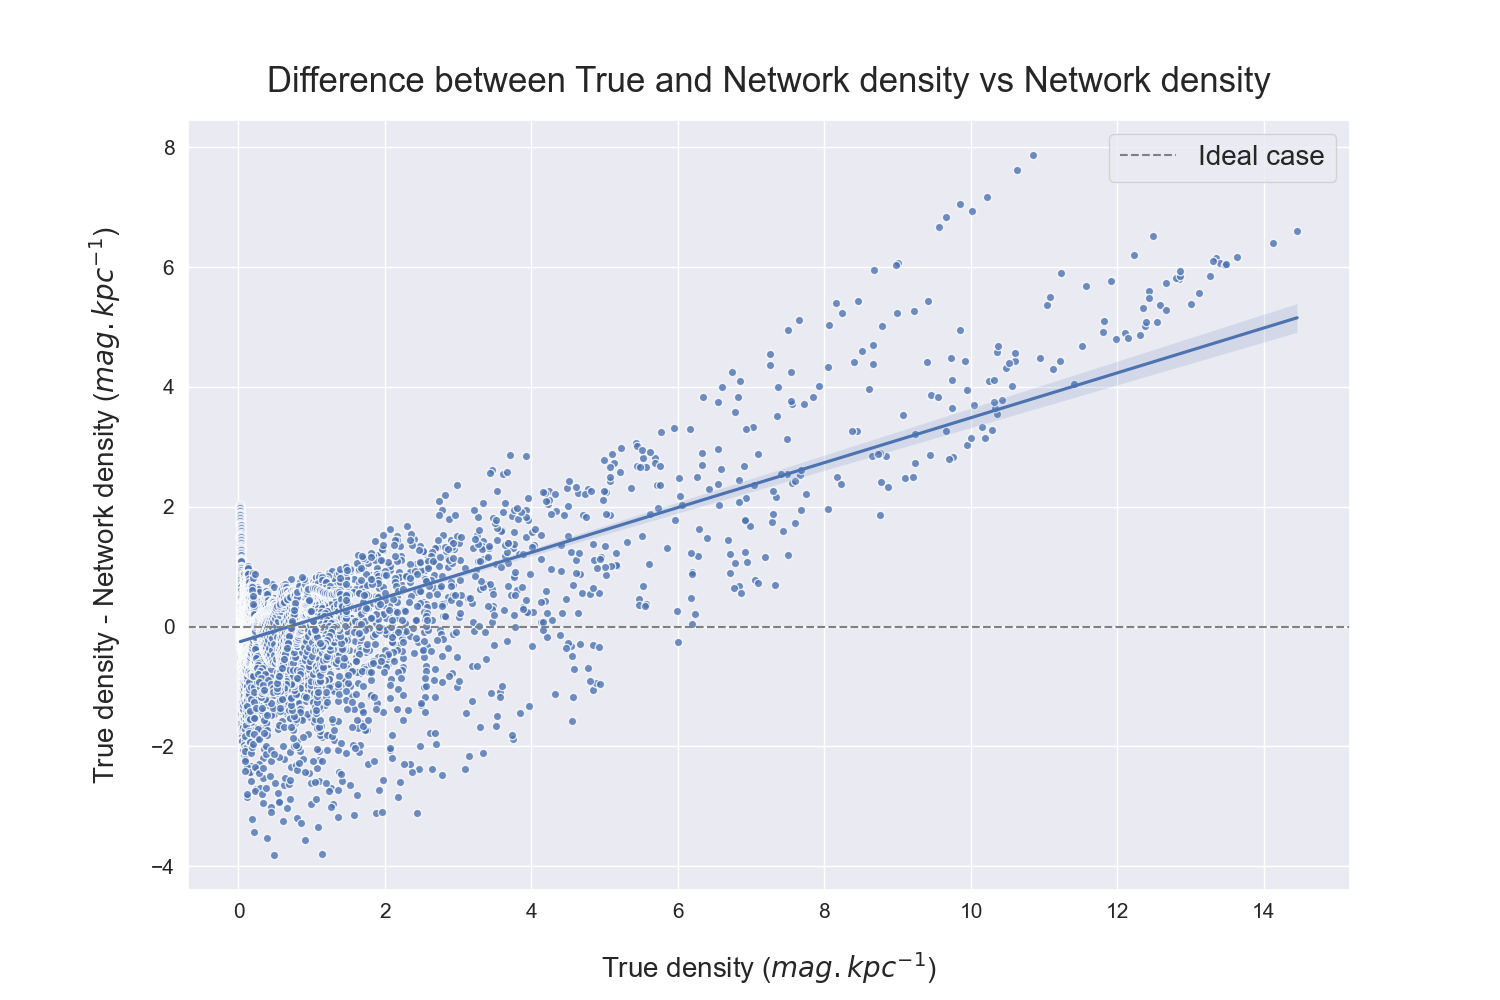 Difference between True and Network density vs Network density
Ideal case
True density - Network density (mag. kpc⁻¹)
8
6
4
2
0
−2
−4
0 2 4 6 8 10 12 14
True density (mag. kpc⁻¹)